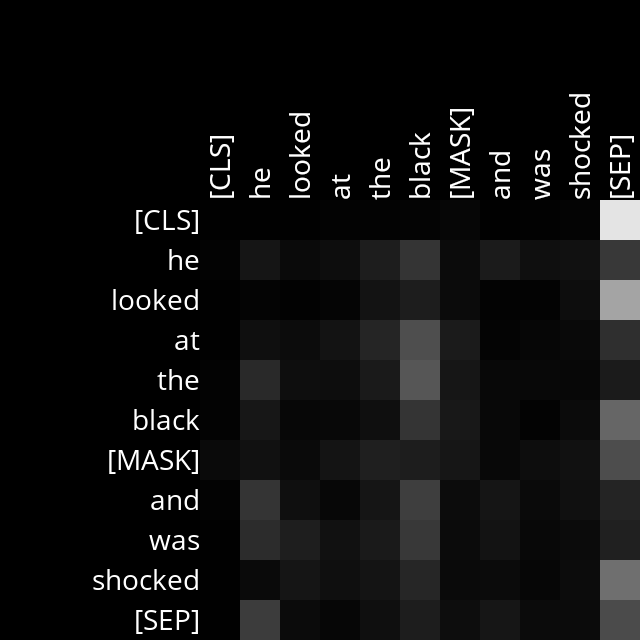 [CLS] he looked at the black [MASK] and was shocked [SEP]
[CLS]
he
looked
at
the
black
[MASK]
and
was
shocked
[SEP]